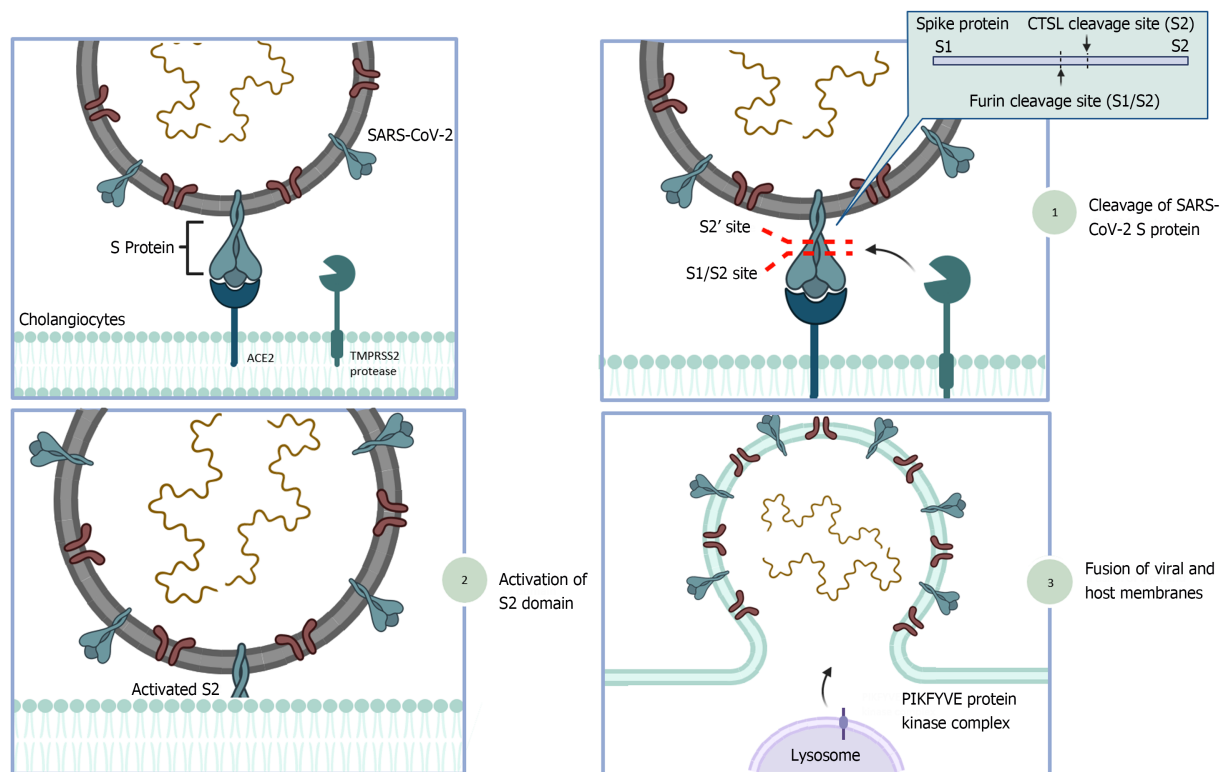 SARS-CoV-2
S Protein
Cholangiocytes
ACE2
TMPRSS2
protease
Spike protein CTSL cleavage site (S2)
S1 S2
Furin cleavage site (S1/S2)
S2′ site
S1/S2 site
1
Cleavage of SARS-
CoV-2 S protein
Activated S2
2
Activation of
S2 domain
3
Fusion of viral and
host membranes
PIKFYVE protein
kinase complex
Lysosome